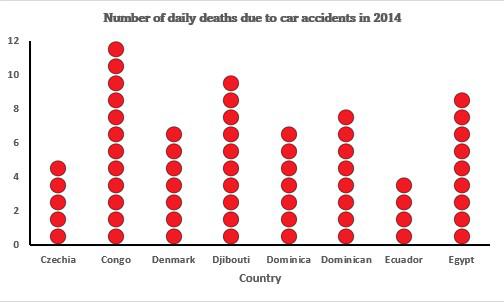 Number of daily deaths due to car accidents in 2014
12
10
8
6
4
2
0
Czechia Congo Denmark Djibouti Dominica Dominican Ecuador Egypt
Country